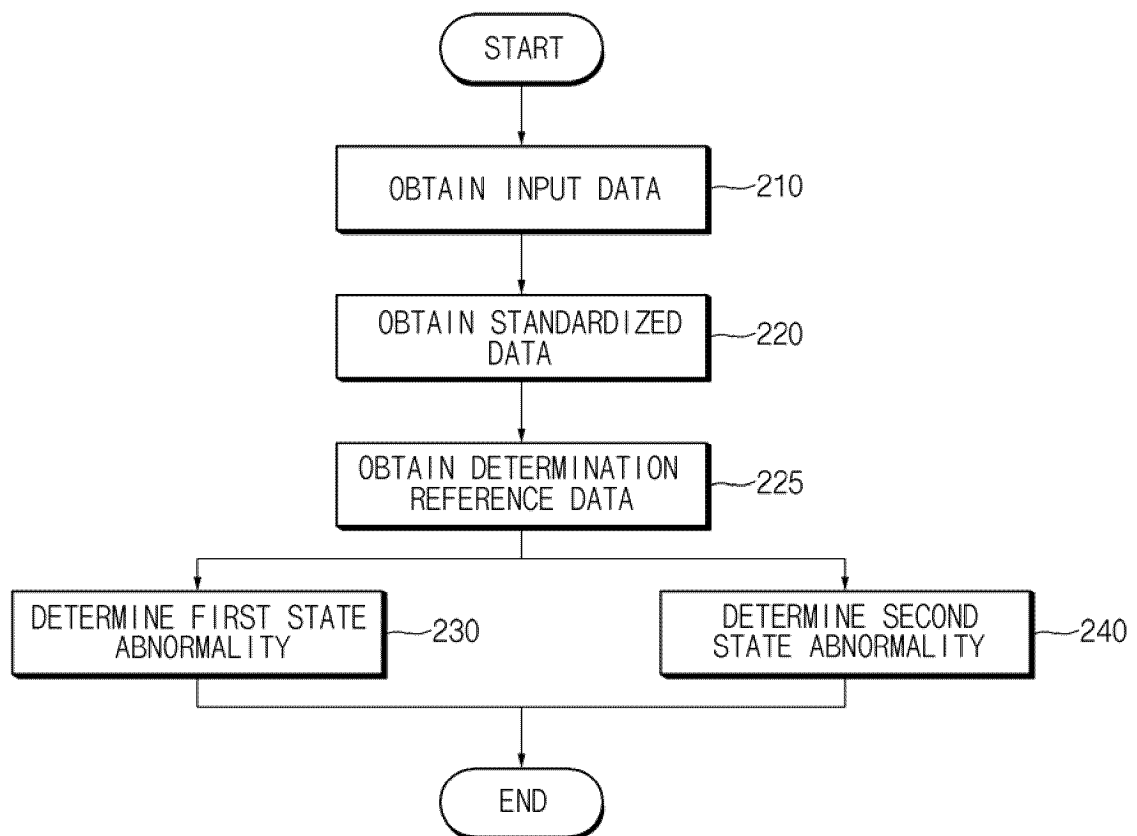 START
OBTAIN INPUT DATA
210
OBTAIN STANDARDIZED
DATA
220
OBTAIN DETERMINATION
REFERENCE DATA
225
DETERMINE FIRST STATE
ABNORMALITY
230
DETERMINE SECOND
STATE ABNORMALITY
240
END